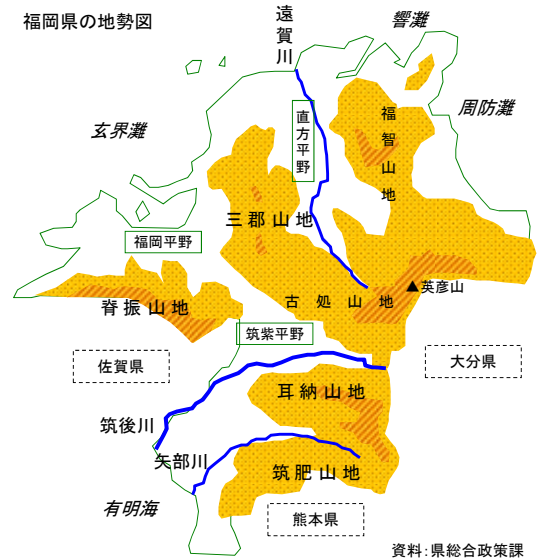 福岡県の地勢図
遠賀川
響灘
周防灘
玄界灘
直方平野
福智山地
三郡山地
福岡平野
英彦山
古処山地
脊振山地
筑紫平野
佐賀県
大分県
耳納山地
筑後川
矢部川
筑肥山地
有明海
熊本県
資料:県総合政策課